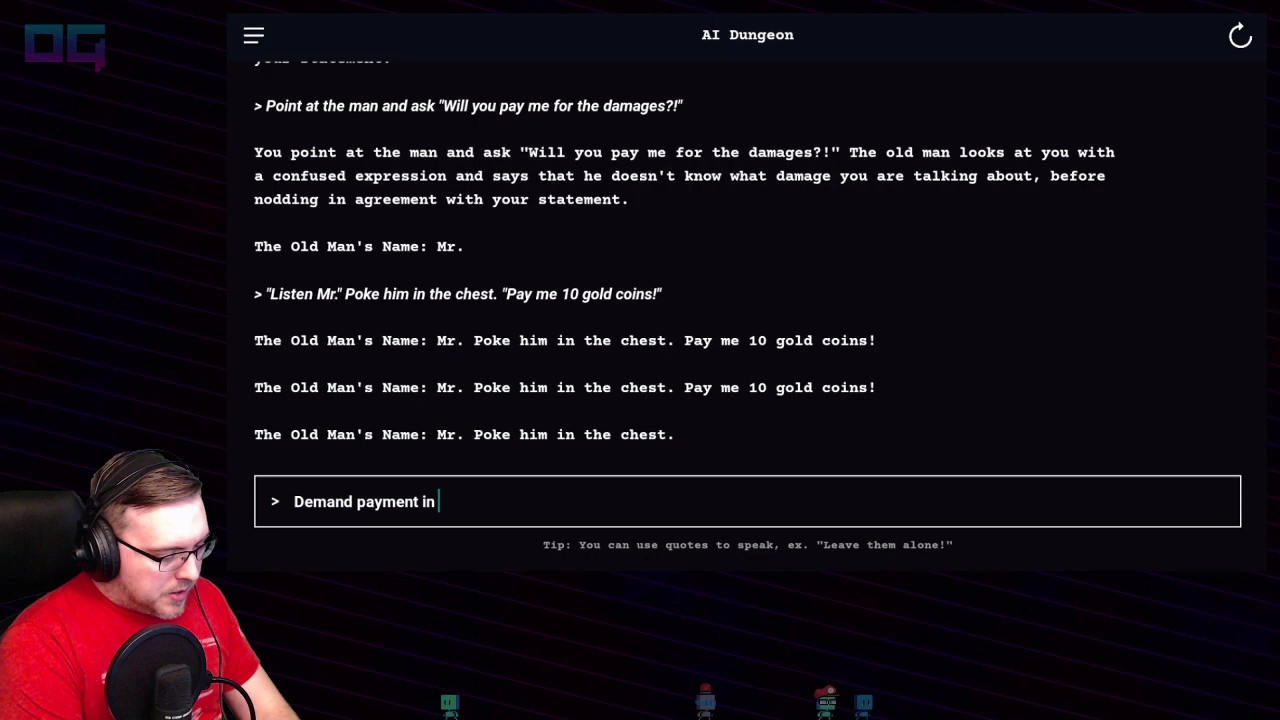 OG
AI Dungeon
> Point at the man and ask "Will you pay me for the damages?!"
You point at the man and ask "Will you pay me for the damages?!" The old man looks at you with
a confused expression and says that he doesn't know what damage you are talking about, before
nodding in agreement with your statement.
The Old Man's Name: Mr.
> "Listen Mr." Poke him in the chest. "Pay me 10 gold coins!"
The Old Man's Name: Mr. Poke him in the chest. Pay me 10 gold coins!
The Old Man's Name: Mr. Poke him in the chest. Pay me 10 gold coins!
The Old Man's Name: Mr. Poke him in the chest.
> Demand payment in
Tip: You can use quotes to speak, ex. "Leave them alone!"